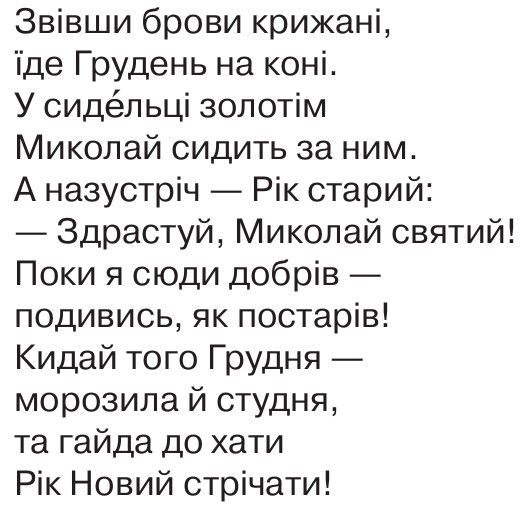 Звівши брови крижані,
їде Грудень на коні.
У сиде́льці золотім
Миколай сидить за ним.
А назустріч — Рік старий:
— Здрастуй, Миколай святий!
Поки я сюди добрів —
подивись, як постарів!
Кидай того Грудня —
морозила й студня,
та гайда до хати
Рік Новий стрічати!